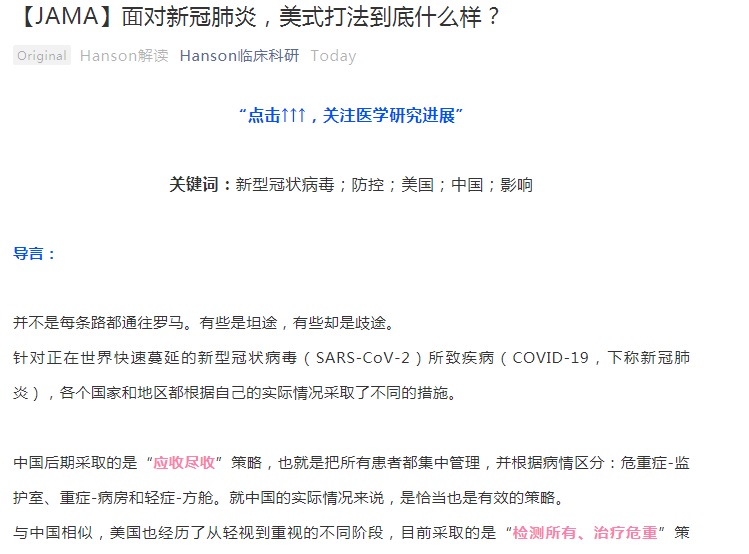 【JAMA】面对新冠肺炎，美式打法到底什么样？
Original Hanson解读 Hanson临床科研 Today
“点击↑↑↑，关注医学研究进展”
关键词：新型冠状病毒；防控；美国；中国；影响
导言：
并不是每条路都通往罗马。有些是坦途，有些却是歧途。
针对正在世界快速蔓延的新型冠状病毒（SARS-CoV-2）所致疾病（COVID-19，下称新冠肺
炎），各个国家和地区都根据自己的实际情况采取了不同的措施。
中国后期采取的是“应收尽收”策略，也就是把所有患者都集中管理，并根据病情区分：危重症-监
护室、重症-病房和轻症-方舱。就中国的实际情况来说，是恰当也是有效的策略。
与中国相似，美国也经历了从轻视到重视的不同阶段，目前采取的是“检测所有、治疗危重”策